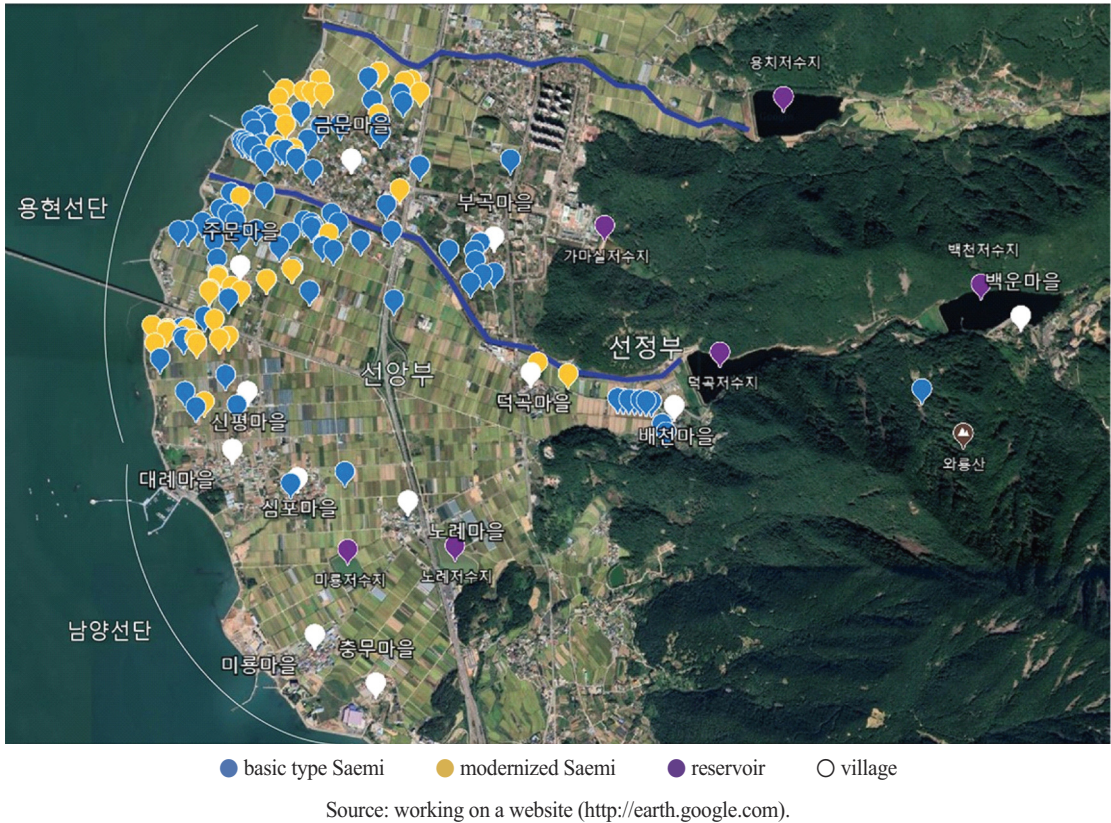 용치저수지
금문마을
용현선단
부곡마을
주문마을
가마실저수지
백천저수지
백운마을
선정부
선앙부
덕곡저수지
덕곡마을
신평마을
배천마을
와룡산
대례마을
심포마을
노례마을
미룡저수지
노례저수지
남양선단
미룡마을
충무마을
basic type Saemi
modernized Saemi
reservoir
village
Source: working on a website (http://earth.google.com).